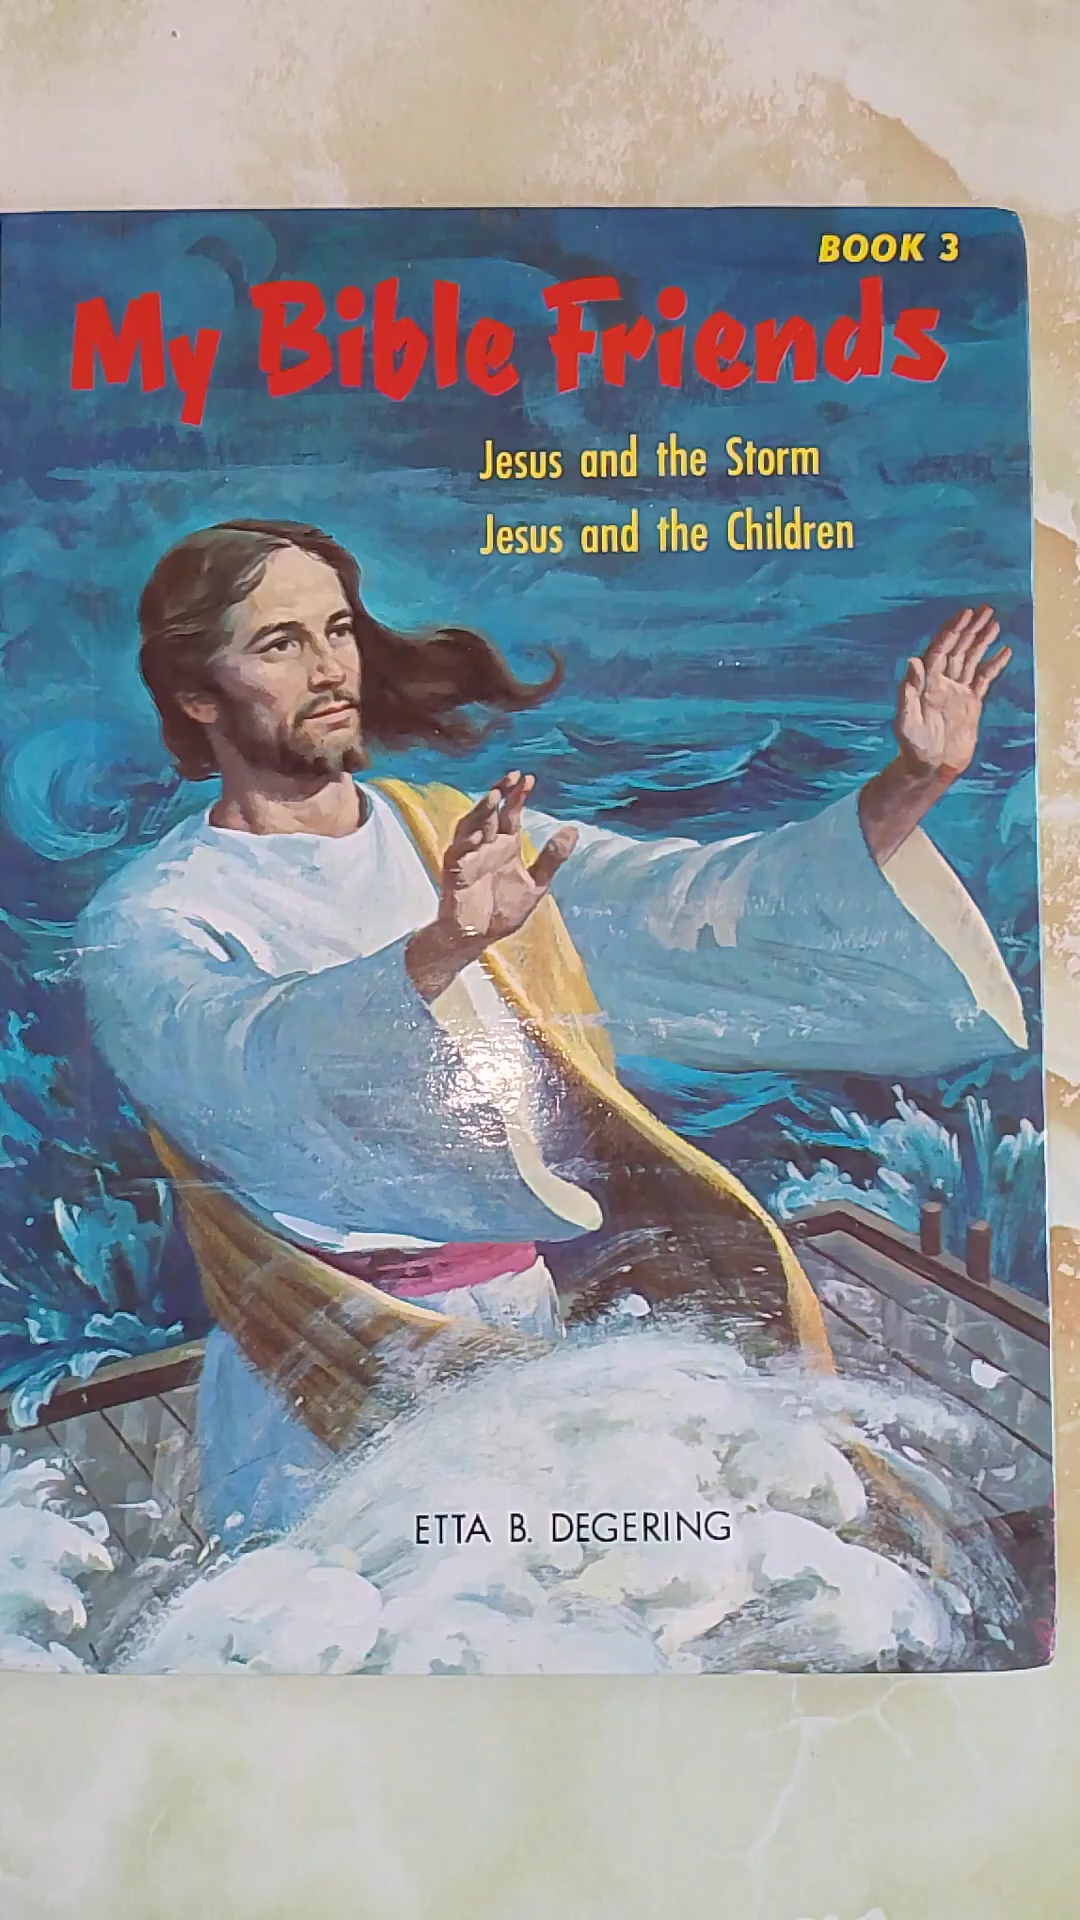 BOOK 3
My Bible Friends
Jesus and the Storm
Jesus and the Children
ETTA B. DEGERING